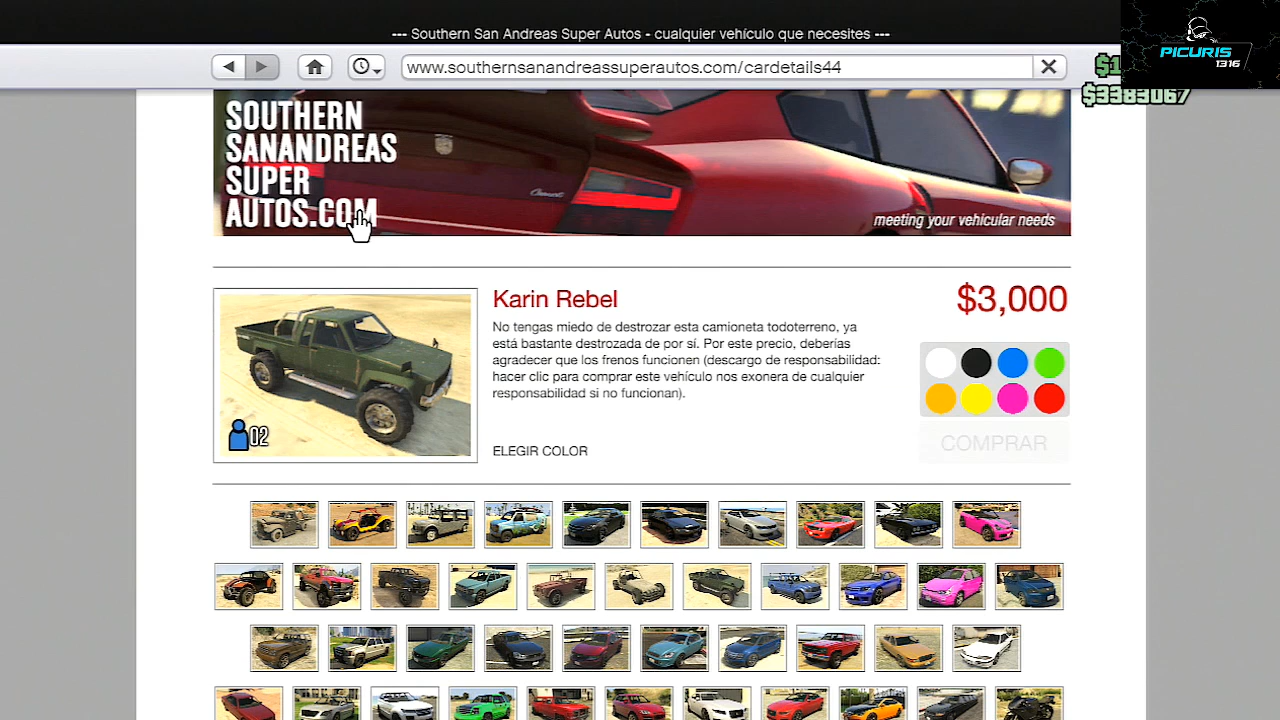 --- Southern San Andreas Super Autos - cualquier vehículo que necesites ---
PICURIS
1316
www.southernsanandreassuperautos.com/cardetails44
$3383067
SOUTHERN
SANANDREAS
SUPER
AUTOS.COM
meeting your vehicular needs
Karin Rebel
$3,000
No tengas miedo de destrozar esta camioneta todoterreno, ya
está bastante destrozada de por sí. Por este precio, deberías
agradecer que los frenos funcionen (descargo de responsabilidad:
hacer clic para comprar este vehículo nos exonera de cualquier
responsabilidad si no funcionan).
02
ELEGIR COLOR
COMPRAR